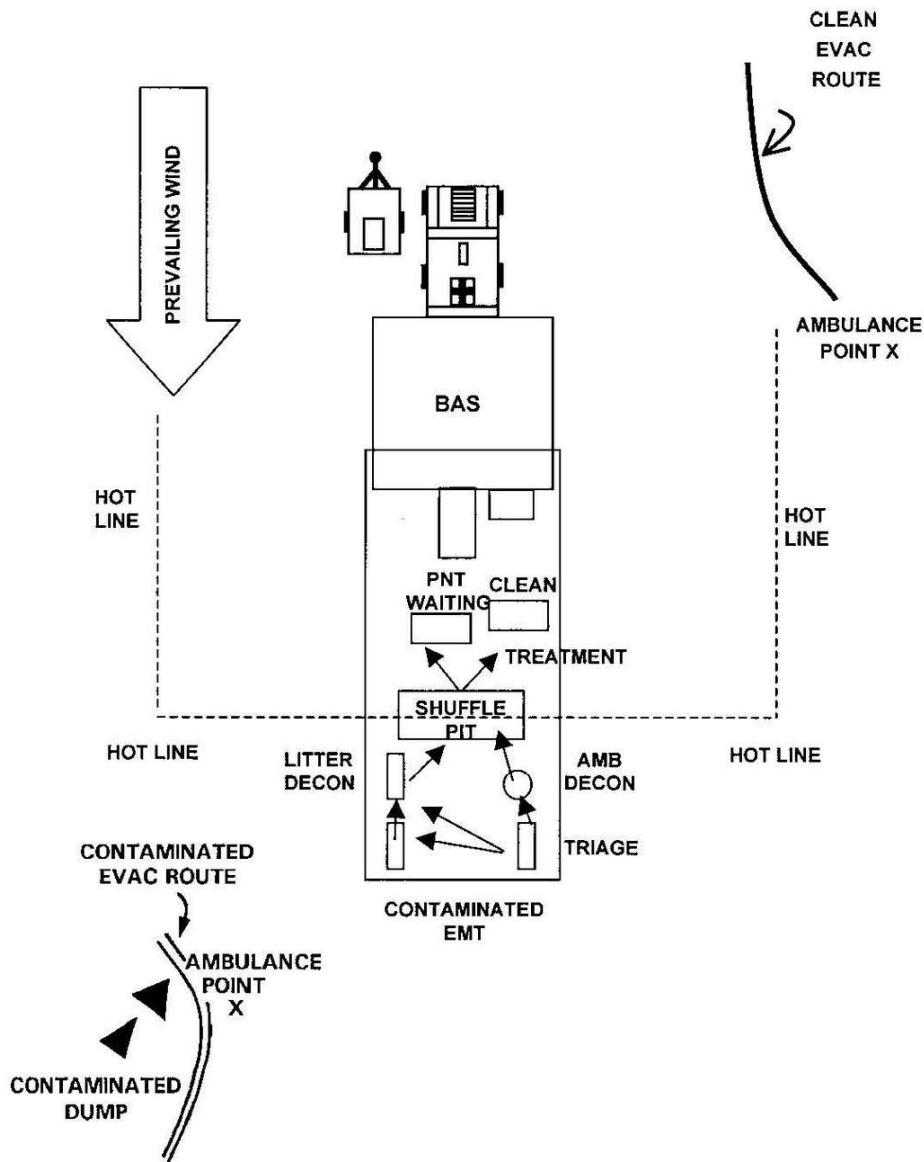 CLEAN
EVAC
ROUTE
PREVAILING WIND
AMBULANCE
POINT X
BAS
HOT
LINE
HOT
LINE
PNT
WAITING
CLEAN
TREATMENT
SHUFFLE
PIT
HOT LINE
HOT LINE
LITTER
DECON
AMB
DECON
TRIAGE
CONTAMINATED
EVAC ROUTE
CONTAMINATED
EMT
AMBULANCE
POINT
X
CONTAMINATED
DUMP